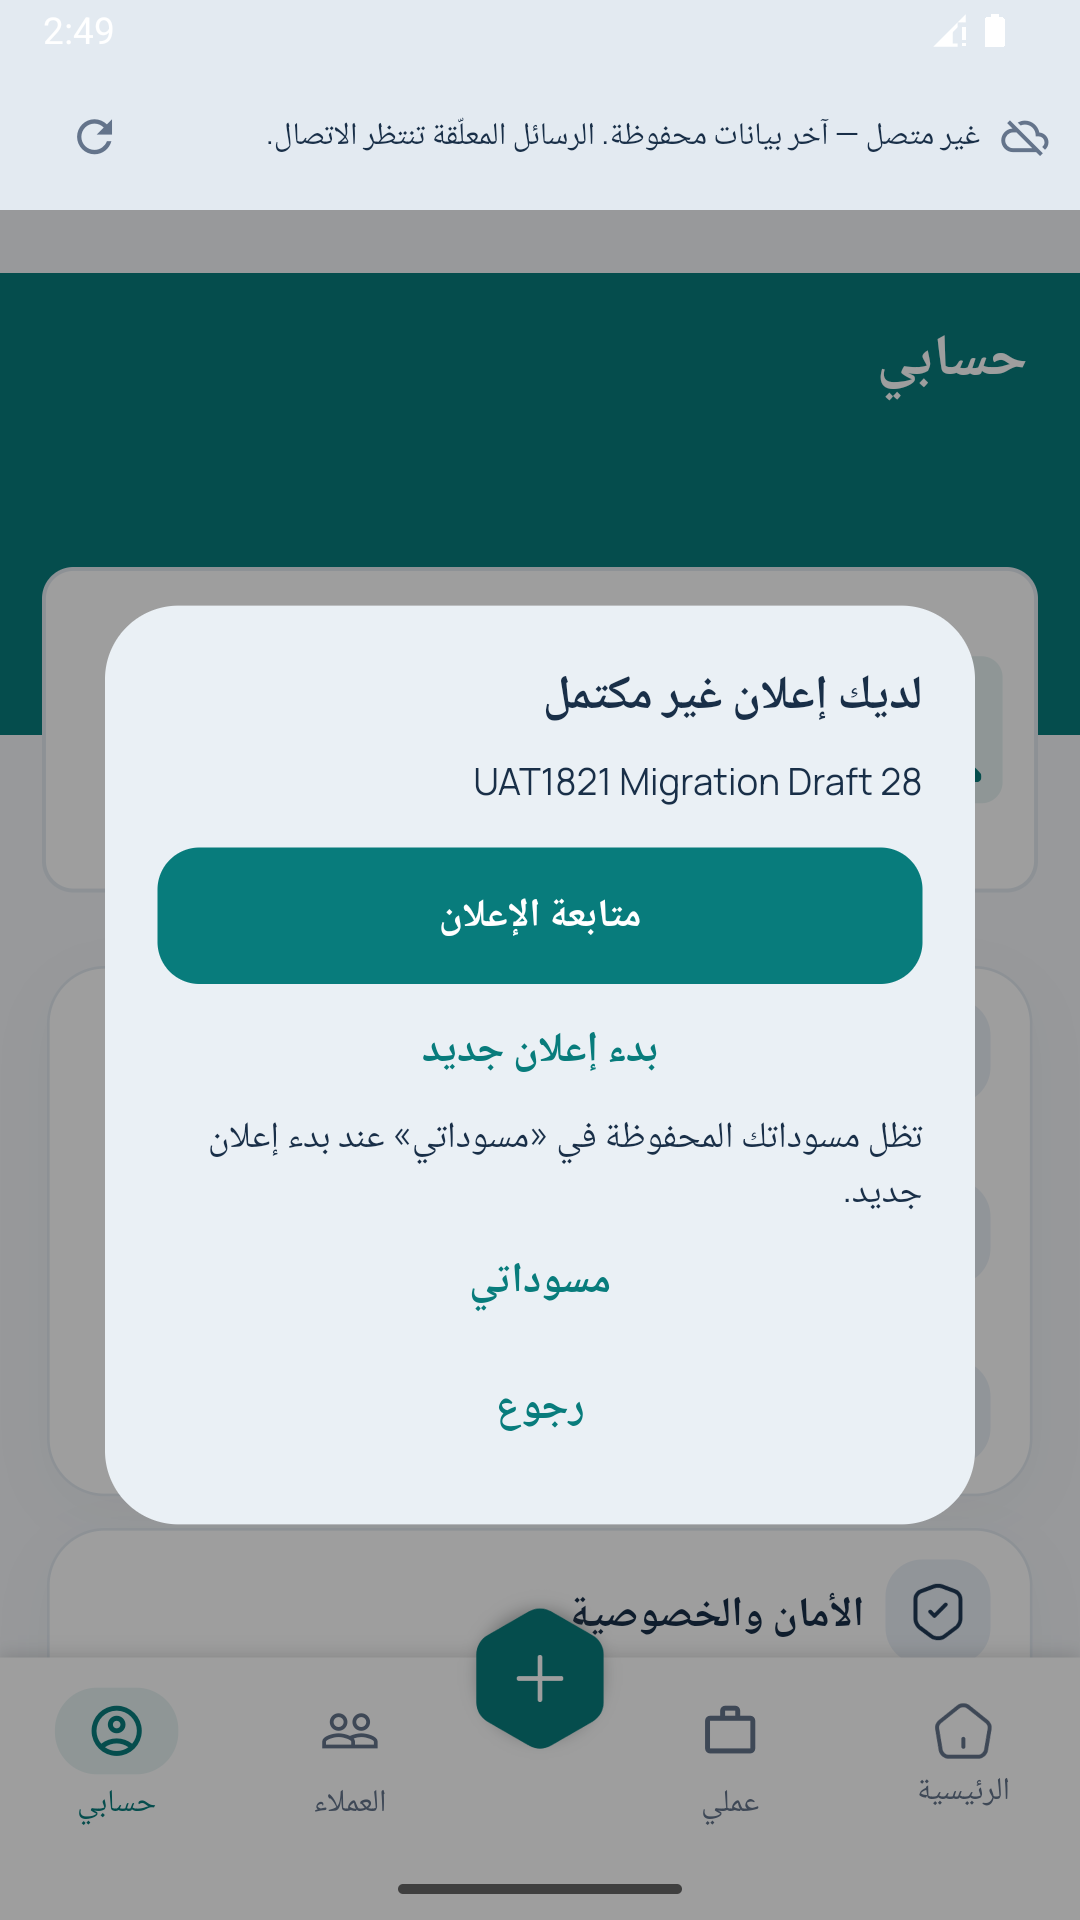 2:49
غير متصل — آخر بيانات محفوظة. الرسائل المعلّقة تنتظر الاتصال.
حسابي
لديك إعلان غير مكتمل
UAT1821 Migration Draft 28
متابعة الإعلان
بدء إعلان جديد
تظل مسوداتك المحفوظة في «مسوداتي» عند بدء إعلان
جديد.
مسوداتي
رجوع
الأمان والخصوصية
الرئيسية
عملي
العملاء
حسابي